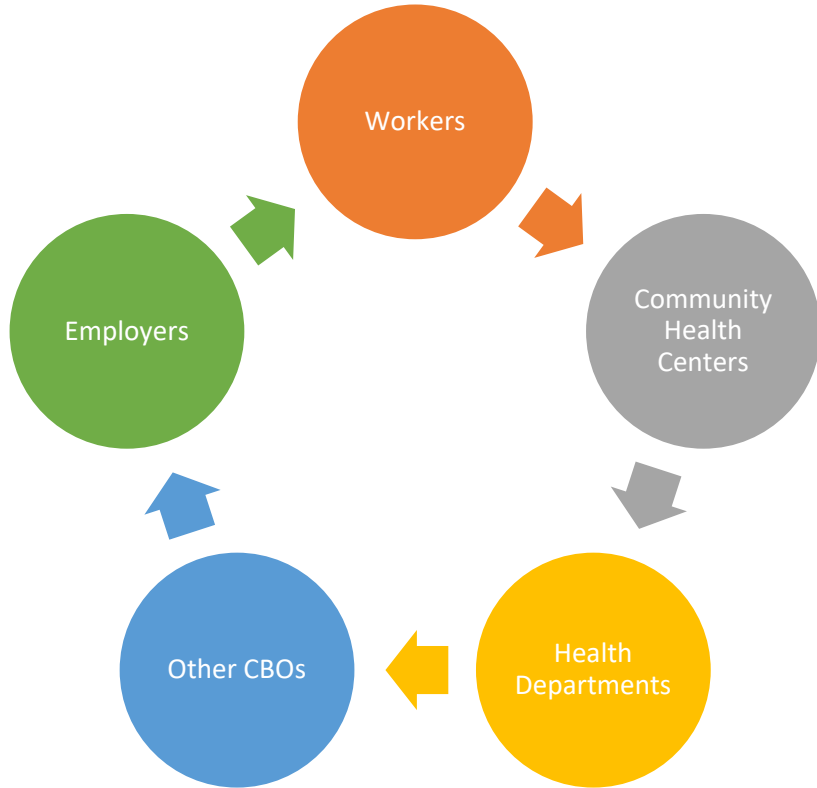 Workers
Community
Health
Centers
Health
Departments
Other CBOs
Employers